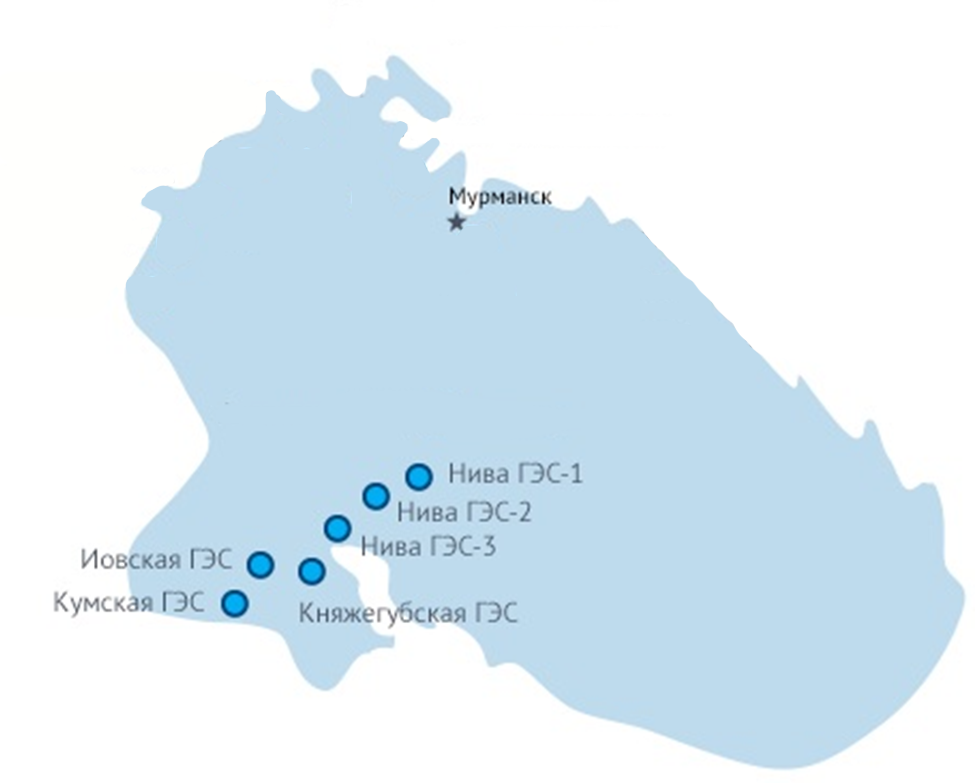 Мурманск
Нива ГЭС-1
Нива ГЭС-2
Нива ГЭС-3
Иовская ГЭС
Кумская ГЭС
Княжегубская ГЭС